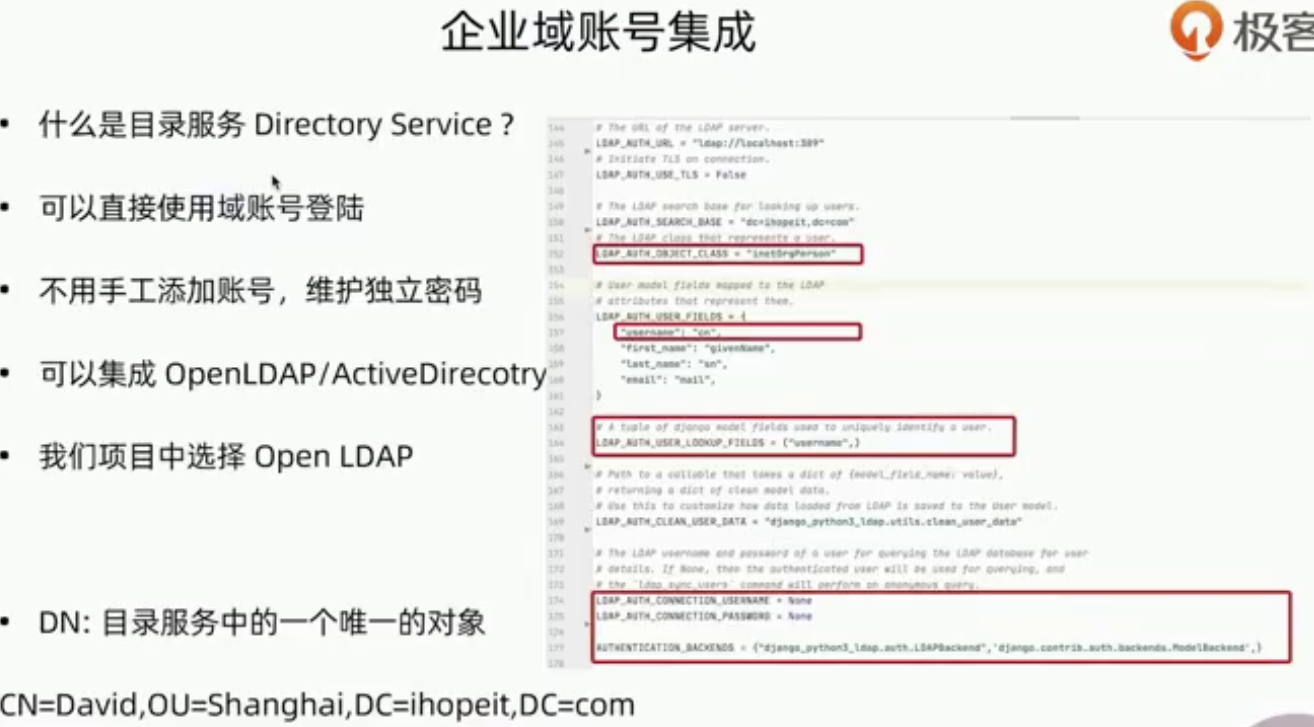 企业域账号集成
极客
• 什么是目录服务 Directory Service ?
• 可以直接使用域账号登陆
• 不用手工添加账号，维护独立密码
• 可以集成 OpenLDAP/ActiveDirecotry
• 我们项目中选择 Open LDAP
• DN: 目录服务中的一个唯一的对象
CN=David,OU=Shanghai,DC=ihopeit,DC=com
144 # The URL of the LDAP server.
145 LDAP_AUTH_URL = "ldap://localhost:389"
146 # Initiate TLS on connection.
147 LDAP_AUTH_USE_TLS = False
148
149 # The LDAP search base for looking up users.
150 LDAP_AUTH_SEARCH_BASE = "dc=ihopeit,dc=com"
151 # The LDAP class that represents a user.
152 LDAP_AUTH_OBJECT_CLASS = "inetOrgPerson"
153
154 # User model fields mapped to the LDAP
155 # attributes that represent them.
156 LDAP_AUTH_USER_FIELDS = {
157 "username": "cn",
158 "first_name": "givenName",
159 "last_name": "sn",
160 "email": "mail",
161 }
162
163 # A tuple of django model fields used to uniquely identify a user.
164 LDAP_AUTH_USER_LOOKUP_FIELDS = ("username",)
165
166 # Path to a callable that takes a dict of {model_field_name: value},
167 # returning a dict of clean model data.
168 # Use this to customize how data loaded from LDAP is saved to the User model.
169 LDAP_AUTH_CLEAN_USER_DATA = "django_python3_ldap.utils.clean_user_data"
170
171 # The LDAP username and password of a user for querying the LDAP database for user
172 # details. If None, then the authenticated user will be used for querying, and
173 # the `ldap_sync_users` command will perform an anonymous query.
174 LDAP_AUTH_CONNECTION_USERNAME = None
175 LDAP_AUTH_CONNECTION_PASSWORD = None
176
177 AUTHENTICATION_BACKENDS = {"django_python3_ldap.auth.LDAPBackend",'django.contrib.auth.backends.ModelBackend',}
178